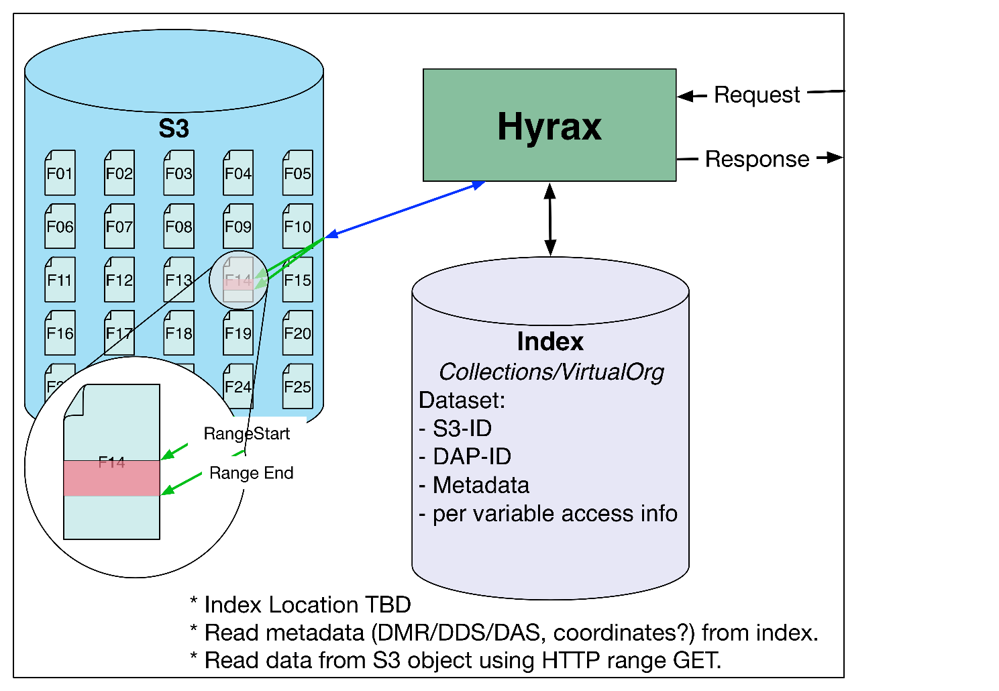 S3
F01 F02 F03 F04 F05
F06 F07 F08 F09 F10
F11 F12 F13 F14 F15
F16 F17 F18 F19 F20
F24 F25
F14
RangeStart
Range End
Hyrax
Request
Response
Index
Collections/VirtualOrg
Dataset:
- S3-ID
- DAP-ID
- Metadata
- per variable access info
* Index Location TBD
* Read metadata (DMR/DDS/DAS, coordinates?) from index.
* Read data from S3 object using HTTP range GET.